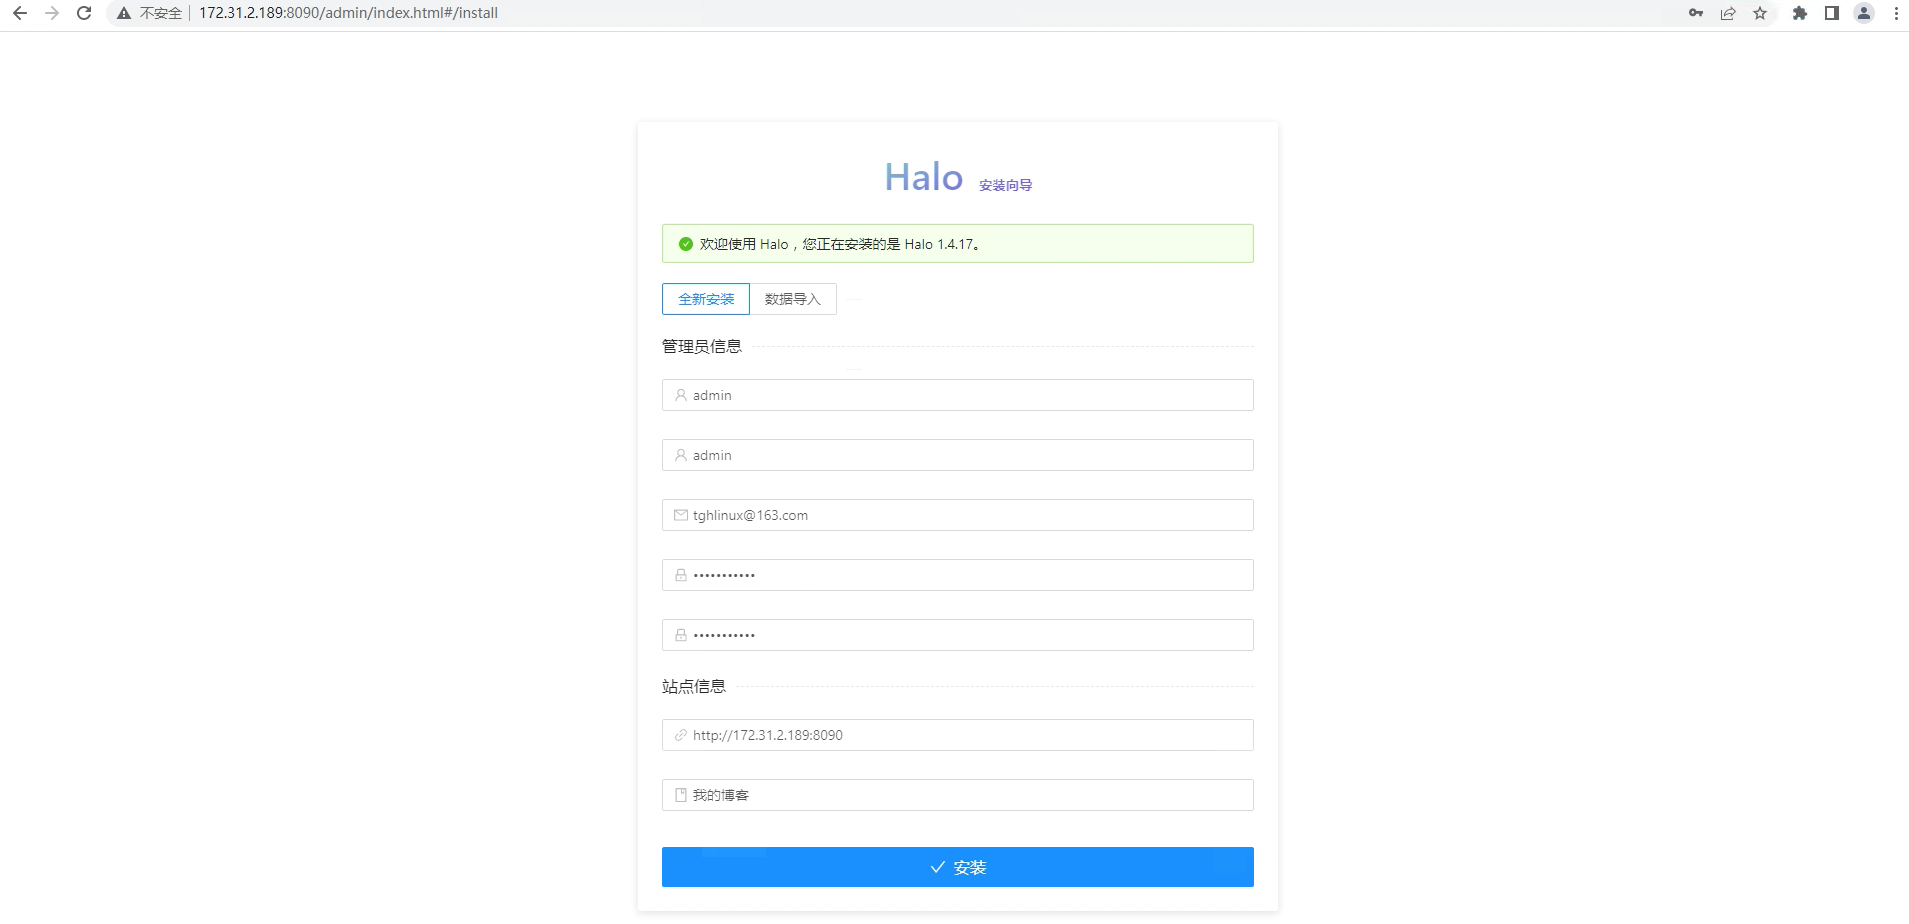 不安全 172.31.2.189:8090/admin/index.html#/install
Halo 安装向导
欢迎使用 Halo，您正在安装的是 Halo 1.4.17。
全新安装 数据导入
管理员信息
admin
admin
tghlinux@163.com
•••••••••••
•••••••••••
站点信息
http://172.31.2.189:8090
我的博客
安装